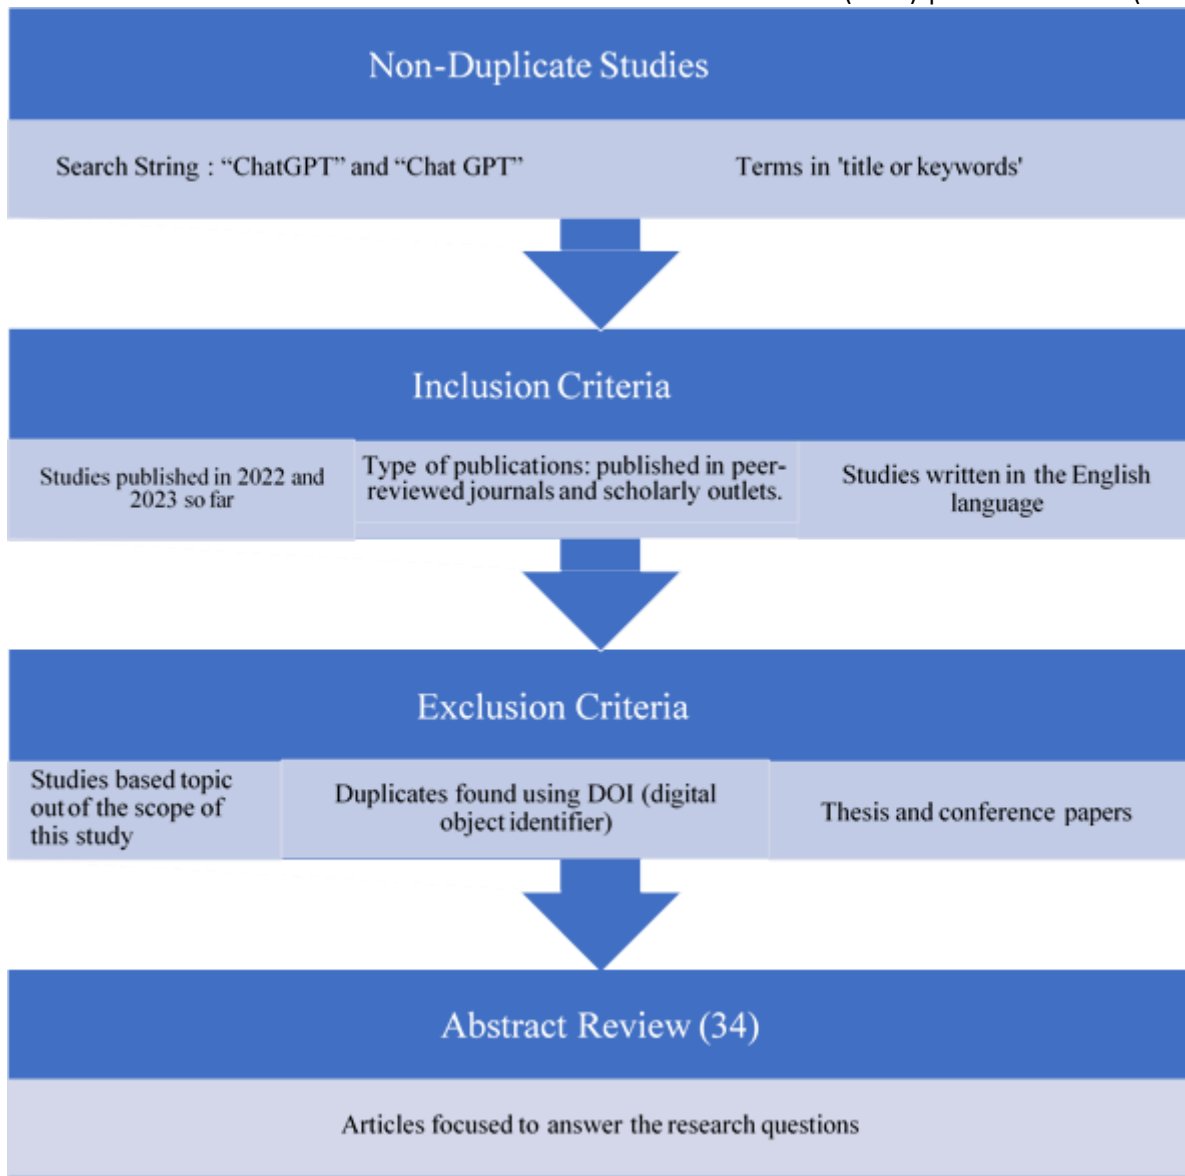 Non-Duplicate Studies
Search String : “ChatGPT” and “Chat GPT”
Terms in 'title or keywords'
Inclusion Criteria
Studies published in 2022 and
2023 so far
Type of publications: published in peer-
reviewed journals and scholarly outlets.
Studies written in the English
language
Exclusion Criteria
Studies based topic
out of the scope of
this study
Duplicates found using DOI (digital
object identifier)
Thesis and conference papers
Abstract Review (34)
Articles focused to answer the research questions